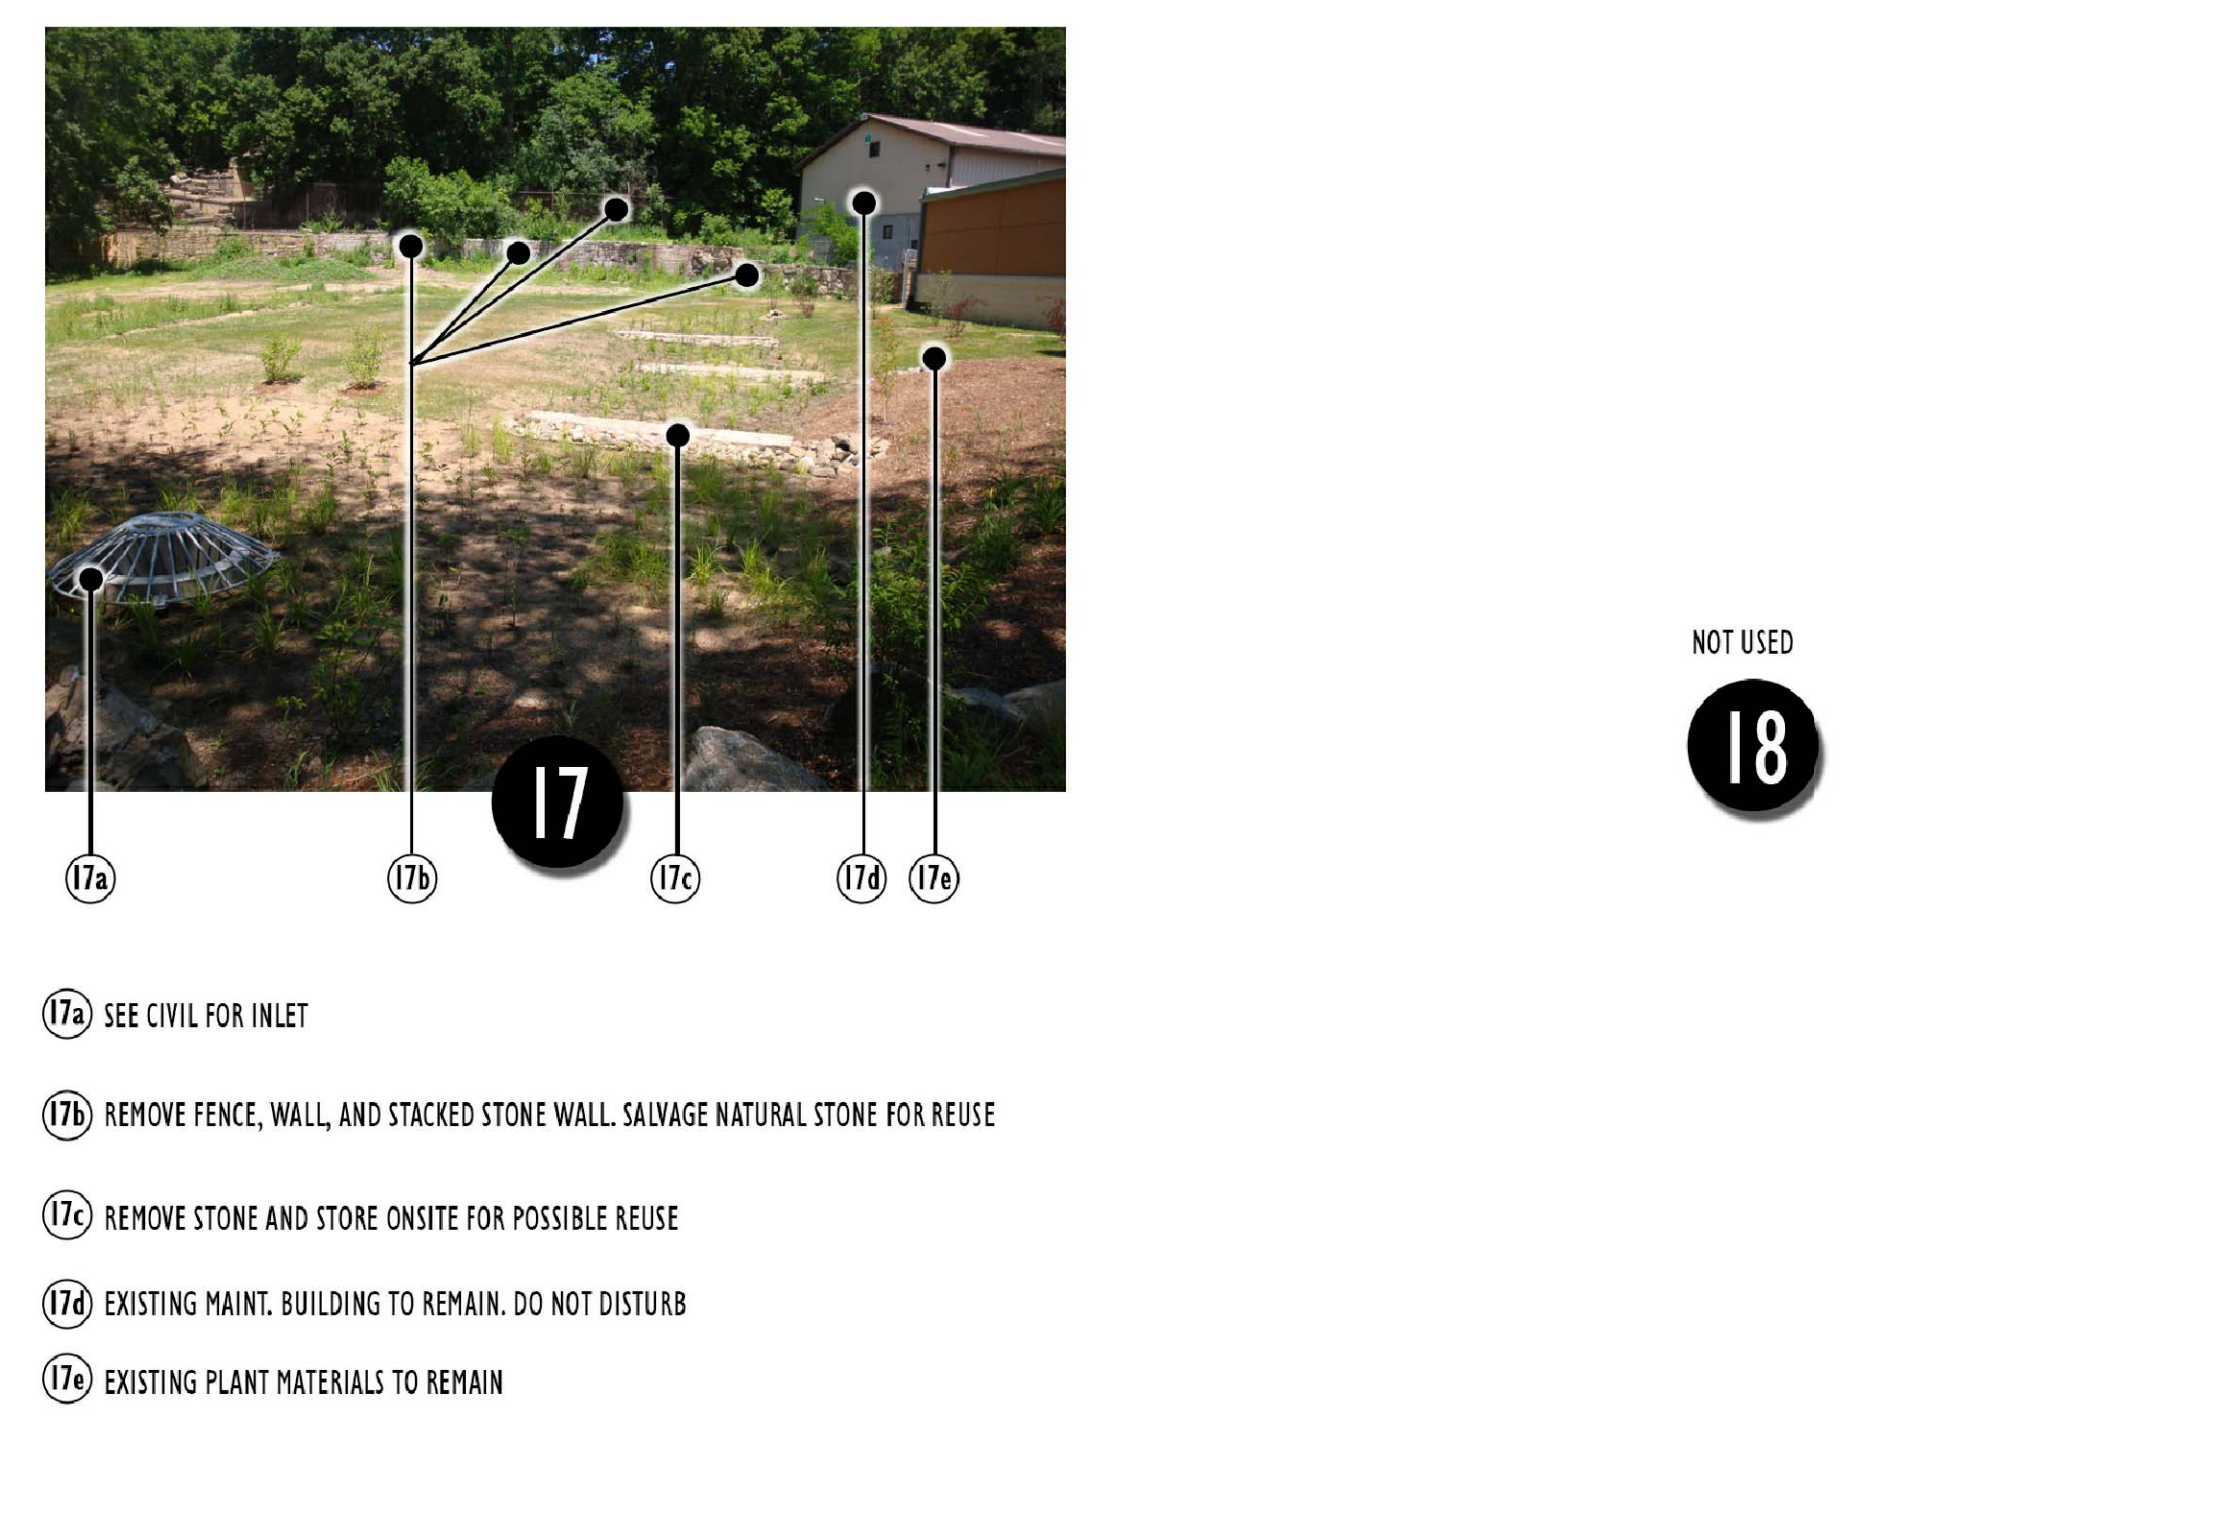 NOT USED
18
17
17a
17b
17c
17d
17e
17a SEE CIVIL FOR INLET
17b REMOVE FENCE, WALL, AND STACKED STONE WALL. SALVAGE NATURAL STONE FOR REUSE
17c REMOVE STONE AND STORE ONSITE FOR POSSIBLE REUSE
17d EXISTING MAINT. BUILDING TO REMAIN. DO NOT DISTURB
17e EXISTING PLANT MATERIALS TO REMAIN